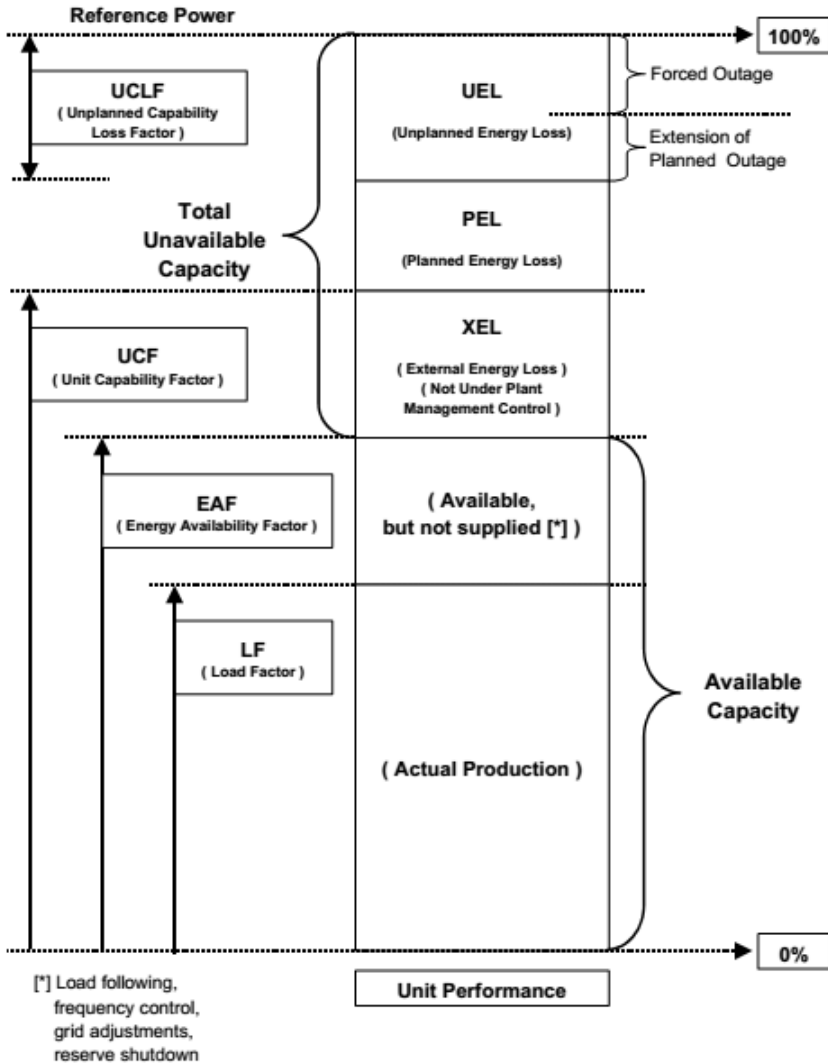 Reference Power
100%
UCLF
( Unplanned Capability
Loss Factor )
UEL
(Unplanned Energy Loss)
Forced Outage
Extension of
Planned Outage
Total
Unavailable
Capacity
PEL
(Planned Energy Loss)
UCF
( Unit Capability Factor )
XEL
( External Energy Loss )
( Not Under Plant
Management Control )
EAF
( Energy Availability Factor )
( Available,
but not supplied [*] )
LF
( Load Factor )
Available
Capacity
( Actual Production )
0%
[*] Load following,
frequency control,
grid adjustments,
reserve shutdown
Unit Performance